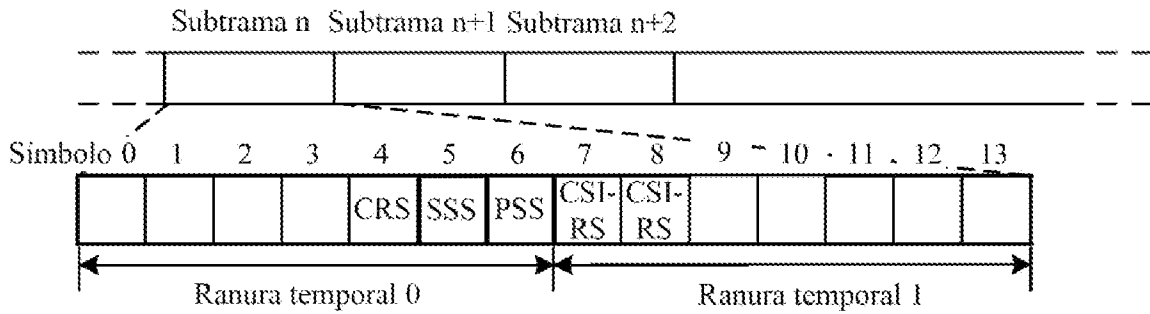 Subtrama n Subtrama n+1 Subtrama n+2
Símbolo 0 1 2 3 4 5 6 7 8 9 10 11 12 13
CRS SSS PSS CSI-RS CSI-RS
Ranura temporal 0 Ranura temporal 1